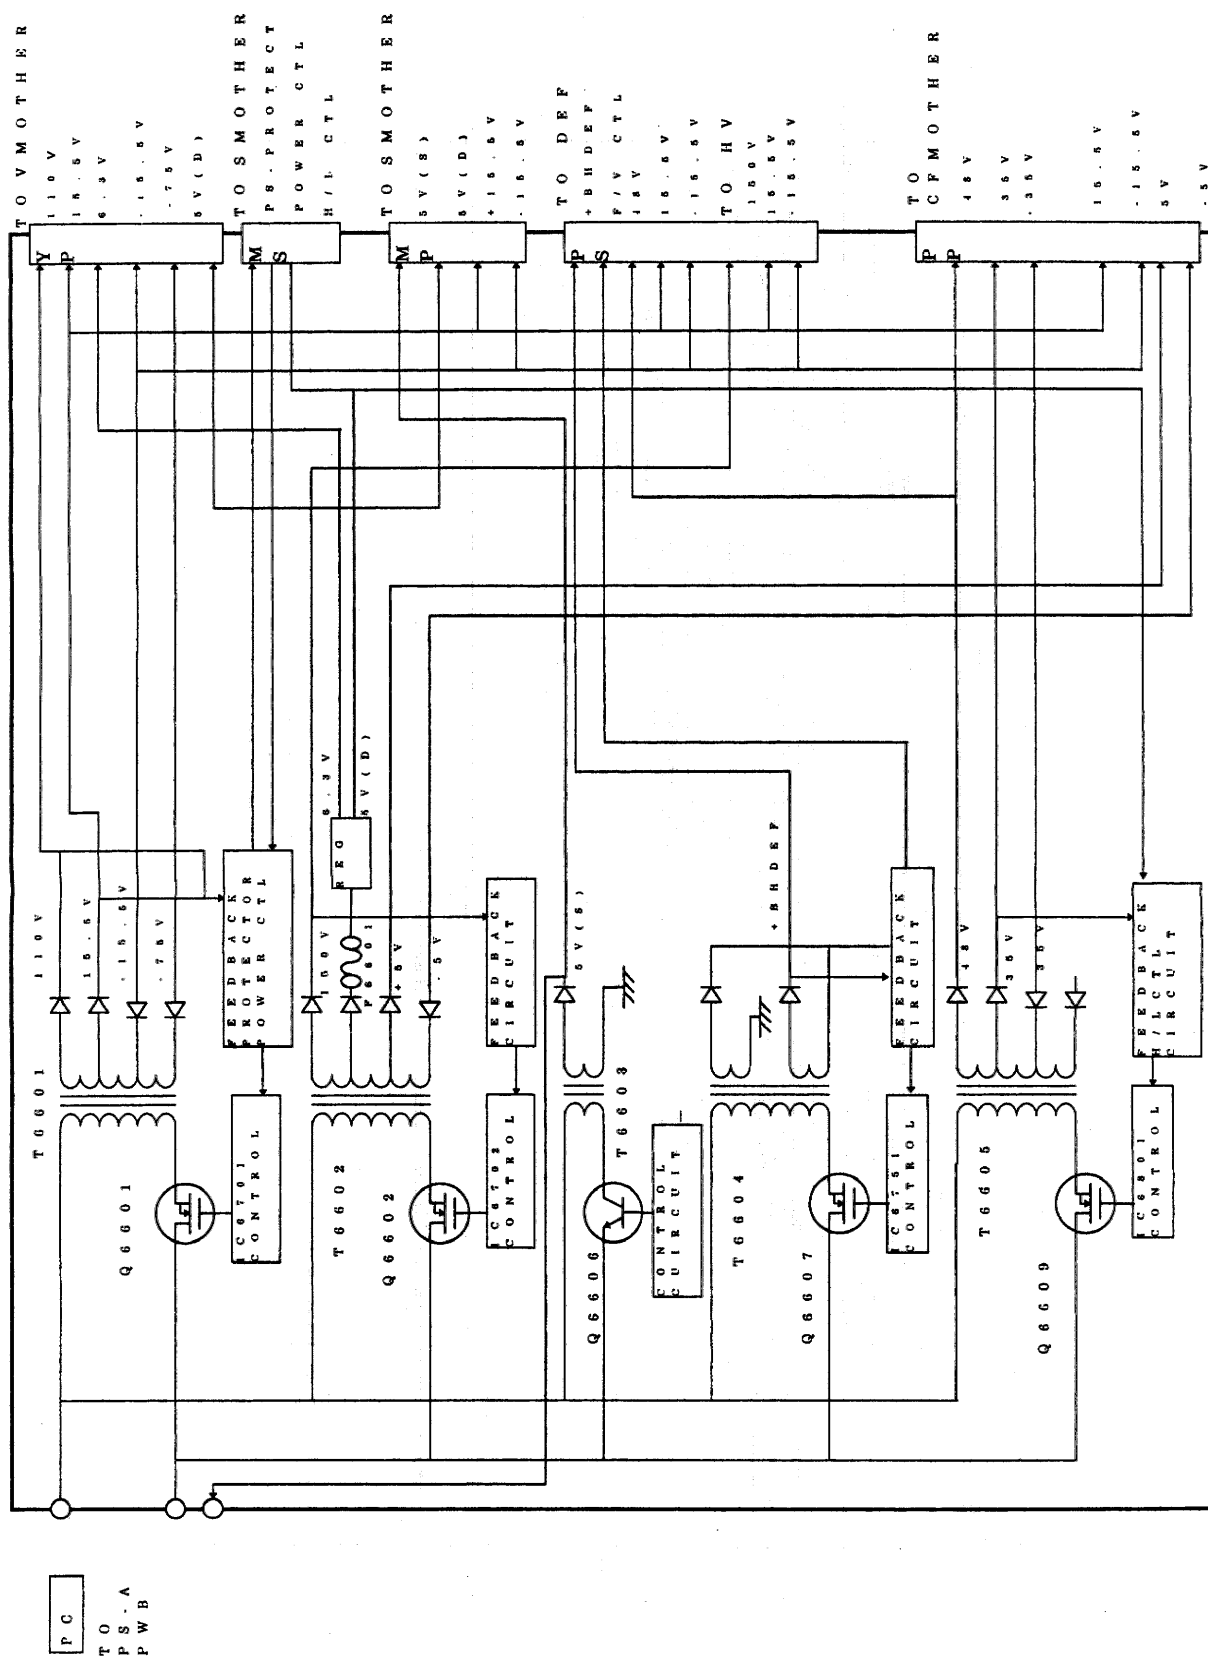 TO VMOTHER
110V
15.5V
6.3V
-15.5V
-75V
5V(D)
YP
TO SMOTHER
PS-PROTECT
POWER CTL
H/L CTL
MS
TO SMOTHER
5V(S)
5V(D)
+15.5V
-15.5V
MP
TO DEF
+BHDEF
F/V CTL
48V
15.5V
-15.5V
TO HV
150V
15.5V
-15.5V
PS
TO
CFMOTHER
48V
35V
-35V
15.5V
-15.5V
5V
-5V
PP
110V
15.5V
-15.5V
-75V
FEEDBACK
PROTECTOR
POWER CTL
T6601
Q6601
IC6701
CONTROL
150V
F6601
REG
6.3V
5V(D)
+5V
-5V
FEEDBACK
CIRCUIT
T6602
Q6602
IC6702
CONTROL
5V(S)
T6603
Q6606
CONTROL
CUIRCUIT
+BHDEF
FEEDBACK
CIRCUIT
T6604
Q6607
IC6751
CONTROL
48V
35V
-35V
FEEDBACK
H/LCTL
CIRCUIT
T6605
Q6609
IC6801
CONTROL
PC
TO
PS-A
PWB